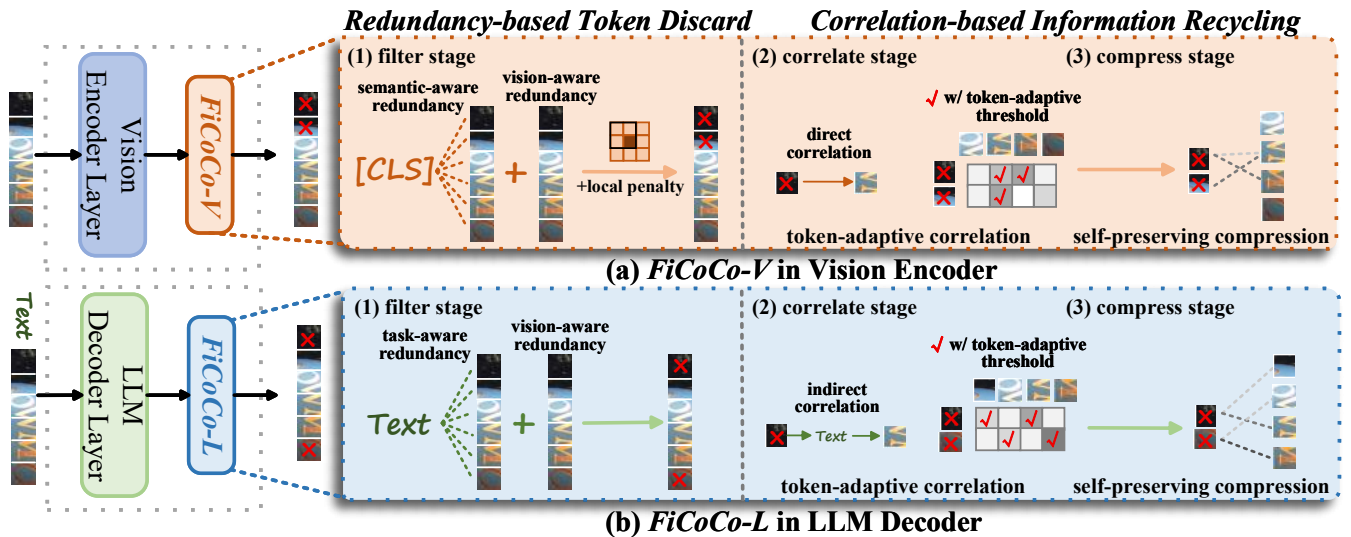 Redundancy-based Token Discard
Correlation-based Information Recycling
Vision
Encoder Layer
FiCoCo-V
(1) filter stage
semantic-aware
redundancy
vision-aware
redundancy
[CLS]
+
+local penalty
(2) correlate stage
direct
correlation
√ w/ token-adaptive
threshold
token-adaptive correlation
(3) compress stage
self-preserving compression
(a) FiCoCo-V in Vision Encoder
Text
LLM
Decoder Layer
FiCoCo-L
(1) filter stage
task-aware
redundancy
vision-aware
redundancy
Text
+
(2) correlate stage
indirect
correlation
Text
√ w/ token-adaptive
threshold
token-adaptive correlation
(3) compress stage
self-preserving compression
(b) FiCoCo-L in LLM Decoder